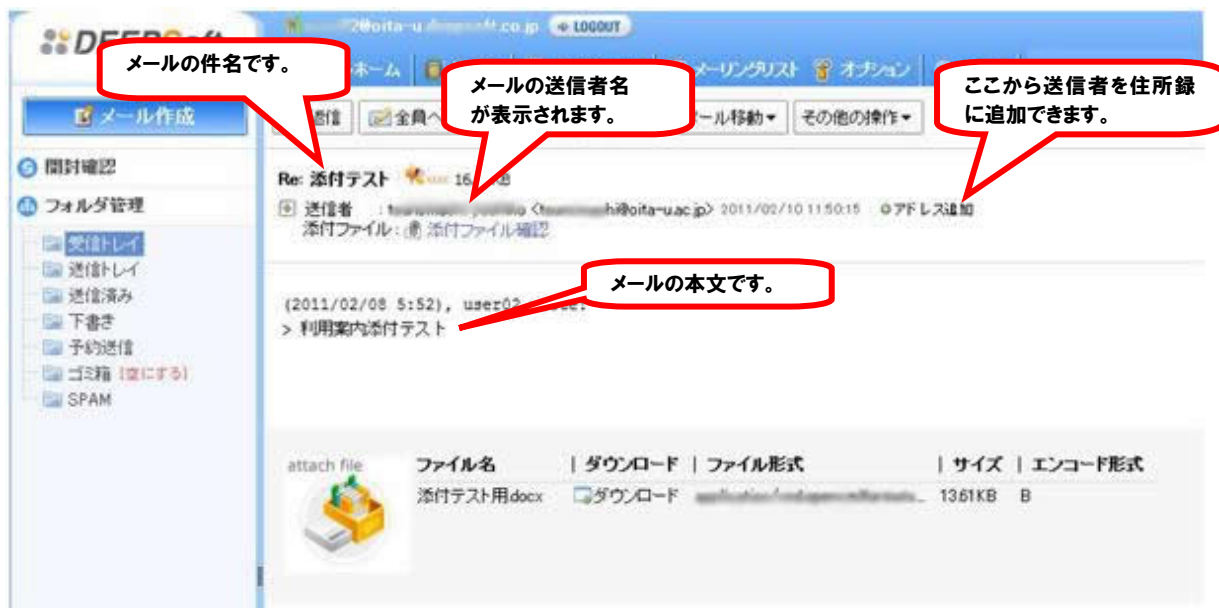 2@oita-u co.jp LOGOUT
メールの件名です。
メールの送信者名
が表示されます。
ここから送信者を住所録
に追加できます。
ホーム メーリングリスト オプション
メール作成
返信 全員へ ール移動▼ その他の操作▼
開封確認
フォルダ管理
受信トレイ
送信トレイ
送信済み
下書き
予約送信
ゴミ箱 [空にする]
SPAM
Re: 添付テスト
送信者 : hi@oita-u.ac.jp> 2011/02/10 11:50:15 アドレス追加
添付ファイル: 添付ファイル確認
メールの本文です。
(2011/02/08 5:52), user02
> 利用案内添付テスト
attach file
ファイル名 | ダウンロード | ファイル形式 | サイズ | エンコード形式
添付テスト用.docx ダウンロード 13.61KB B